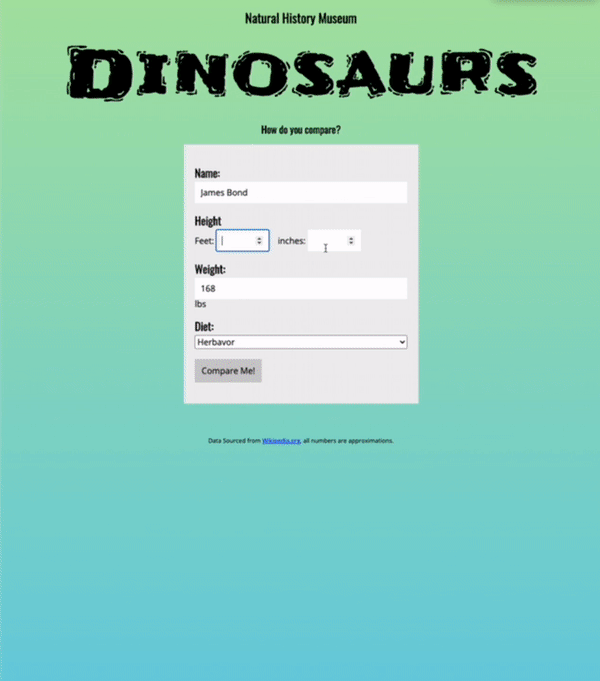 Natural History Museum
DINOSAURS
How do you compare?
Name:
James Bond
Height
Feet: inches:
Weight:
168
lbs
Diet:
Herbavor
Compare Me!
Data Sourced from Wikipedia.org, all numbers are approximations.